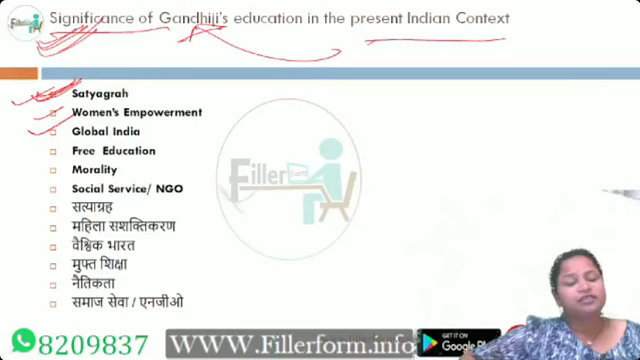 Significance of Gandhiji's education in the present Indian Context
Satyagrah
Women's Empowerment
Global India
Free Education
Morality
Social Service/ NGO
सत्याग्रह
महिला सशक्तिकरण
वैश्विक भारत
मुफ्त शिक्षा
नैतिकता
समाज सेवा / एनजीओ
Filler Form
8209837
www.Fillerform.info
GET IT ON
Google Play